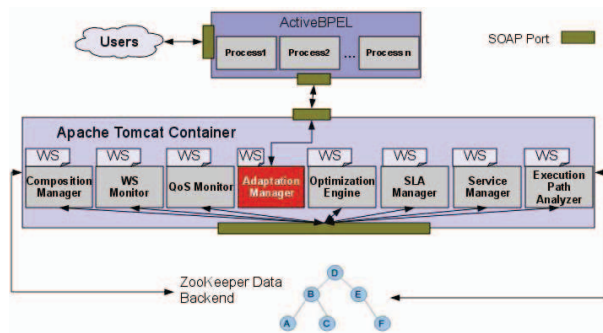 ActiveBPEL
Users
Process1
Process2
...
Process n
SOAP Port
Apache Tomcat Container
WS
WS
WS
WS
WS
WS
WS
WS
Composition
Manager
WS
Monitor
QoS Monitor
Adaptation
Manager
Optimization
Engine
SLA
Manager
Service
Manager
Execution
Path
Analyzer
ZooKeeper Data
Backend
D
B
E
A
C
F